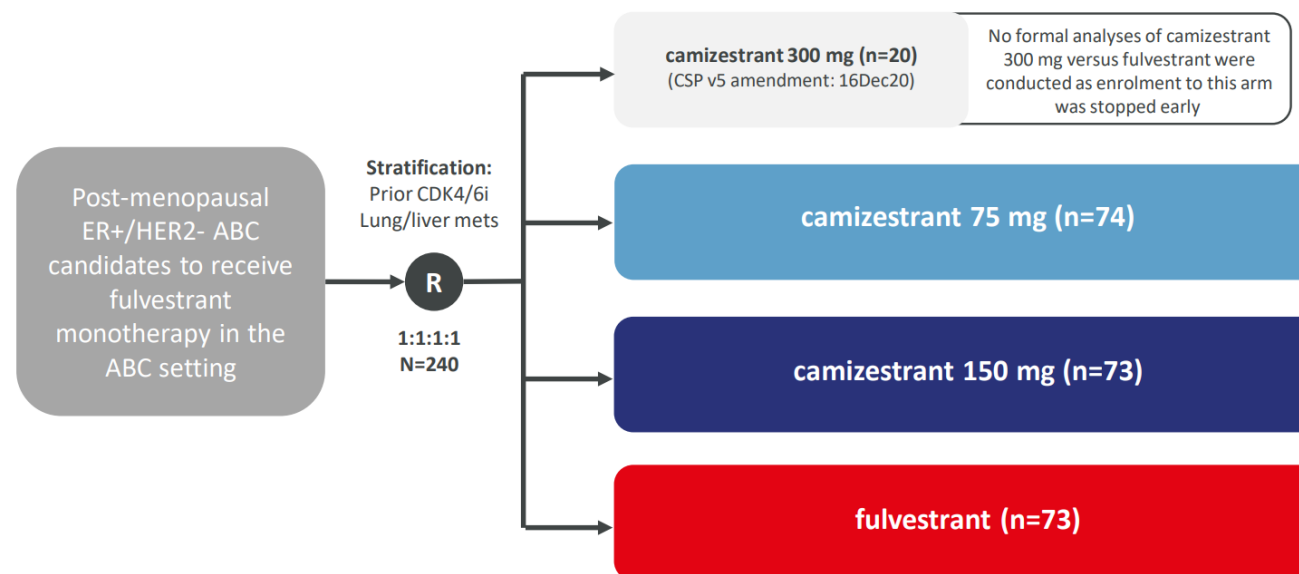 Post-menopausal
ER+/HER2- ABC
candidates to receive
fulvestrant
monotherapy in the
ABC setting
Stratification:
Prior CDK4/6i
Lung/liver mets
R
1:1:1:1
N=240
camizestrant 300 mg (n=20)
(CSP v5 amendment: 16Dec20)
No formal analyses of camizestrant
300 mg versus fulvestrant were
conducted as enrolment to this arm
was stopped early
camizestrant 75 mg (n=74)
camizestrant 150 mg (n=73)
fulvestrant (n=73)